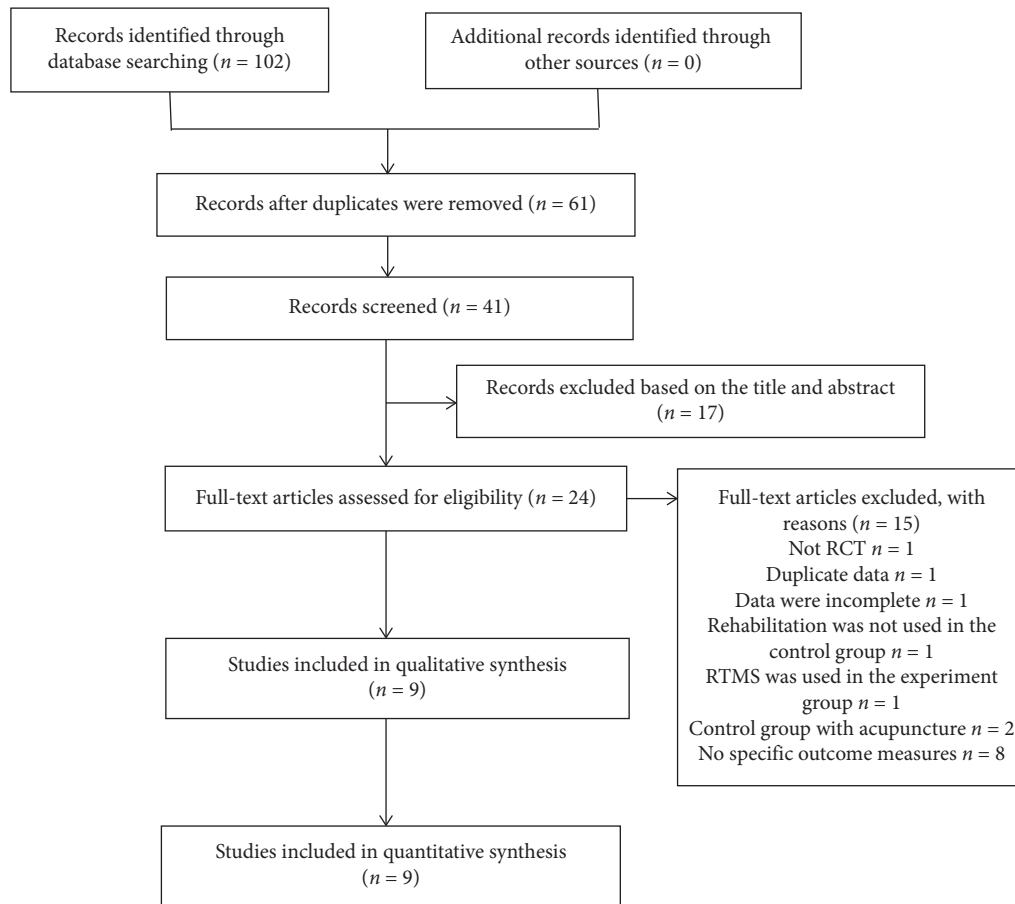 Records identified through
database searching (n = 102)
Additional records identified through
other sources (n = 0)
Records after duplicates were removed (n = 61)
Records screened (n = 41)
Records excluded based on the title and abstract
(n = 17)
Full-text articles assessed for eligibility (n = 24)
Full-text articles excluded, with
reasons (n = 15)
Not RCT n = 1
Duplicate data n = 1
Data were incomplete n = 1
Rehabilitation was not used in the
control group n = 1
RTMS was used in the experiment
group n = 1
Control group with acupuncture n = 2
No specific outcome measures n = 8
Studies included in qualitative synthesis
(n = 9)
Studies included in quantitative synthesis
(n = 9)